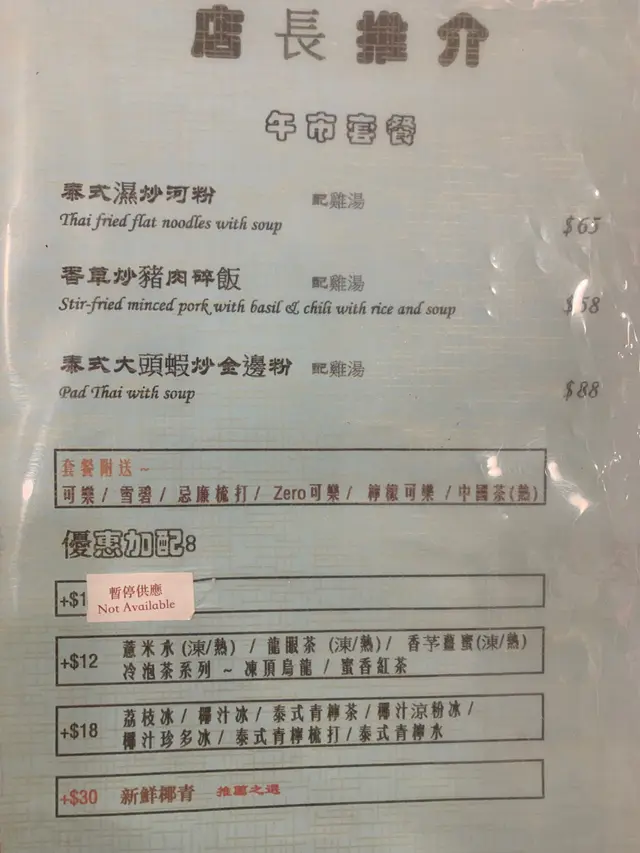 店長推介
午市套餐
泰式濕炒河粉 配雞湯
Thai fried flat noodles with soup $65
香草炒豬肉碎飯 配雞湯
Stir-fried minced pork with basil & chili with rice and soup $58
泰式大頭蝦炒金邊粉 配雞湯
Pad Thai with soup $88
套餐附送~
可樂 / 雪碧 / 忌廉梳打 / Zero可樂 / 檸檬可樂 / 中國茶(熱)
優惠加配:
+$1
暫停供應
Not Available
+$12 薏米水 (凍/熱) / 龍眼茶 (凍/熱) / 香芧薑蜜(凍/熱)
冷泡茶系列 ~ 凍頂烏龍 / 蜜香紅茶
+$18 荔枝冰 / 椰汁冰 / 泰式青檸茶 / 椰汁涼粉冰 /
椰汁珍多冰 / 泰式青檸梳打 / 泰式青檸水
+$30 新鮮椰青 推薦之選